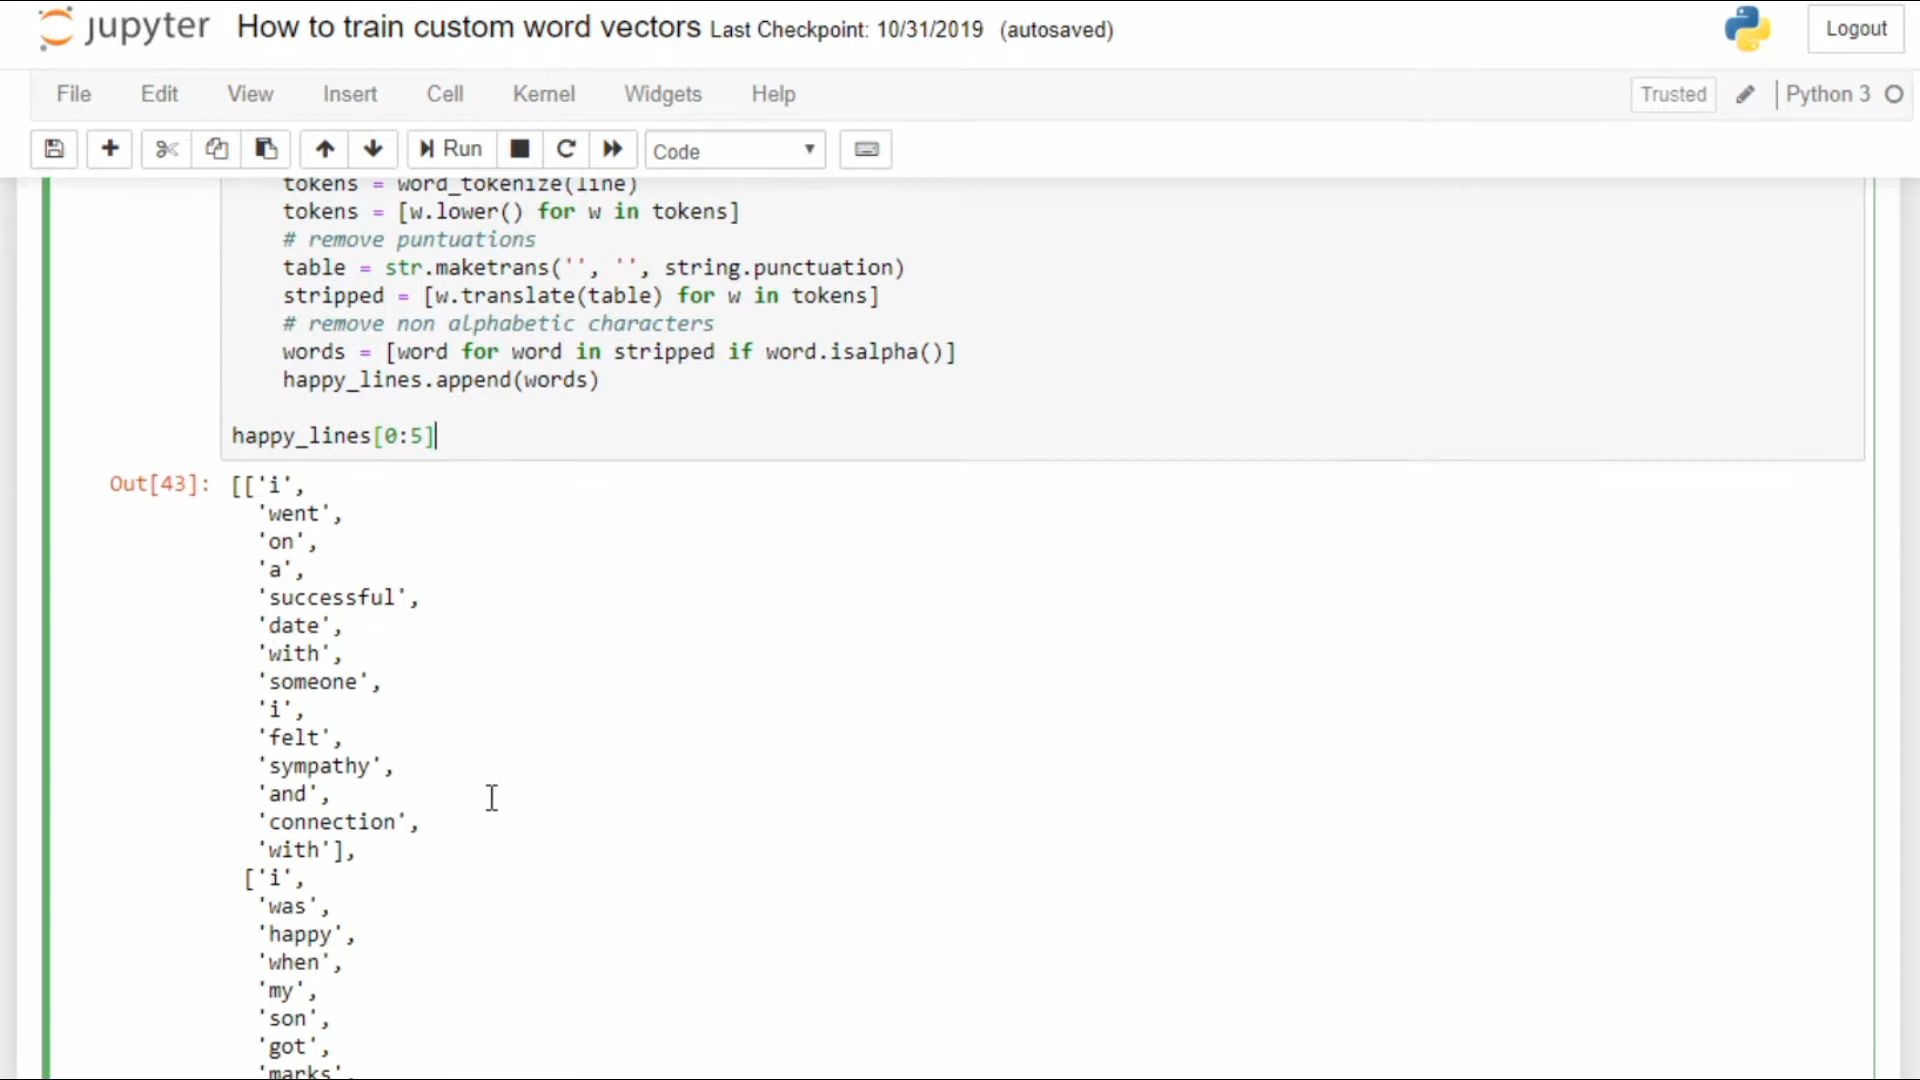 jupyter How to train custom word vectors Last Checkpoint: 10/31/2019 (autosaved) Logout
File Edit View Insert Cell Kernel Widgets Help Trusted Python 3
Run Code
tokens = word_tokenize(line)
tokens = [w.lower() for w in tokens]
# remove puntuations
table = str.maketrans('', '', string.punctuation)
stripped = [w.translate(table) for w in tokens]
# remove non alphabetic characters
words = [word for word in stripped if word.isalpha()]
happy_lines.append(words)
happy_lines[0:5]
Out[43]: [['i',
'went',
'on',
'a',
'successful',
'date',
'with',
'someone',
'i',
'felt',
'sympathy',
'and',
'connection',
'with'],
['i',
'was',
'happy',
'when',
'my',
'son',
'got',
'marks',